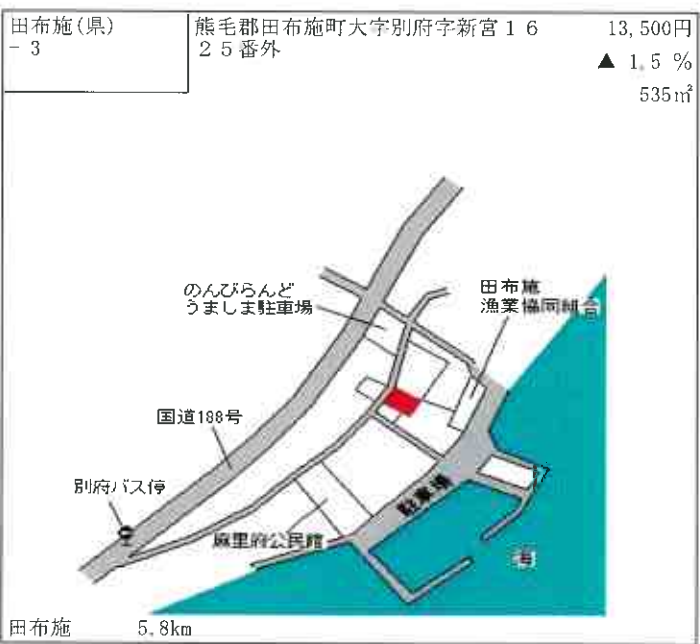 田布施(県)
- 3
熊毛郡田布施町大字別府字新宮16
25番外
13,500円
▲ 1.5 %
535㎡
のんびらんど
うましま駐車場
田布施
漁業協同組合
国道188号
別府バス停
麻里府公民館
駐車場
海
田布施 5.8km